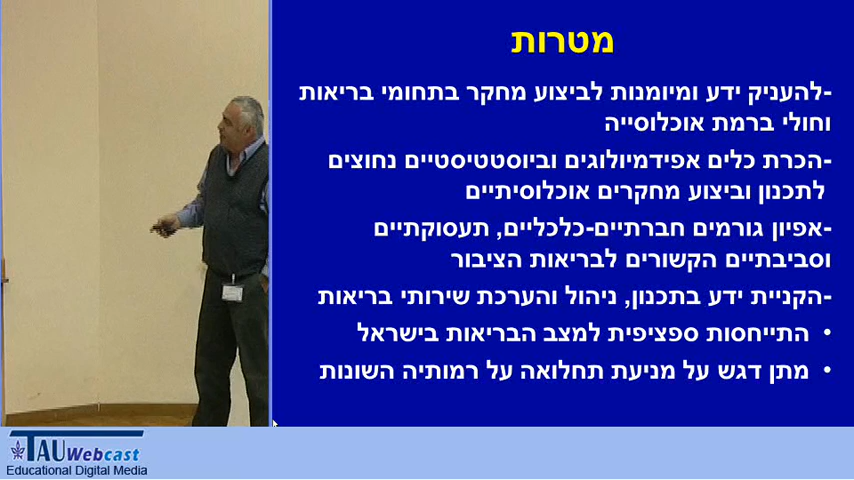 מטרות
-להעניק ידע ומיומנות לביצוע מחקר בתחומי בריאות
וחולי ברמת אוכלוסייה
-הכרת כלים אפידמיולוגים וביוסטטיסטיים נחוצים
לתכנון וביצוע מחקרים אוכלוסיתיים
-אפיון גורמים חברתיים-כלכליים, תעסוקתיים
וסביבתיים הקשורים לבריאות הציבור
-הקניית ידע בתכנון, ניהול והערכת שירותי בריאות
• התייחסות ספציפית למצב הבריאות בישראל
• מתן דגש על מניעת תחלואה על רמותיה השונות
TAU Webcast
Educational Digital Media